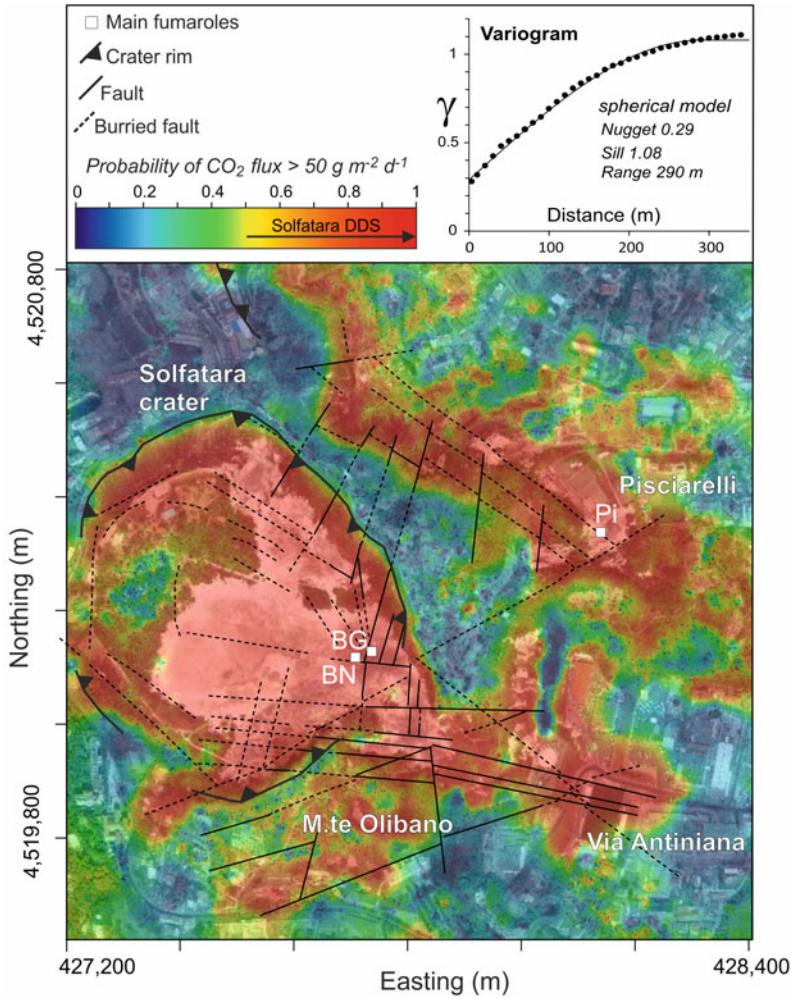 Main fumaroles
Crater rim
Fault
Burried fault
Probability of CO₂ flux > 50 g m⁻² d⁻¹
0 0.2 0.4 0.6 0.8 1
Solfatara DDS
Variogram
γ
1
0.5
0
spherical model
Nugget 0.29
Sill 1.08
Range 290 m
Distance (m)
0 100 200 300
4,520,800
Solfatara
crater
Pisciarelli
Pi
Northing (m)
BG
BN
4,519,800
M.te Olibano
Via Antiniana
427,200
428,400
Easting (m)